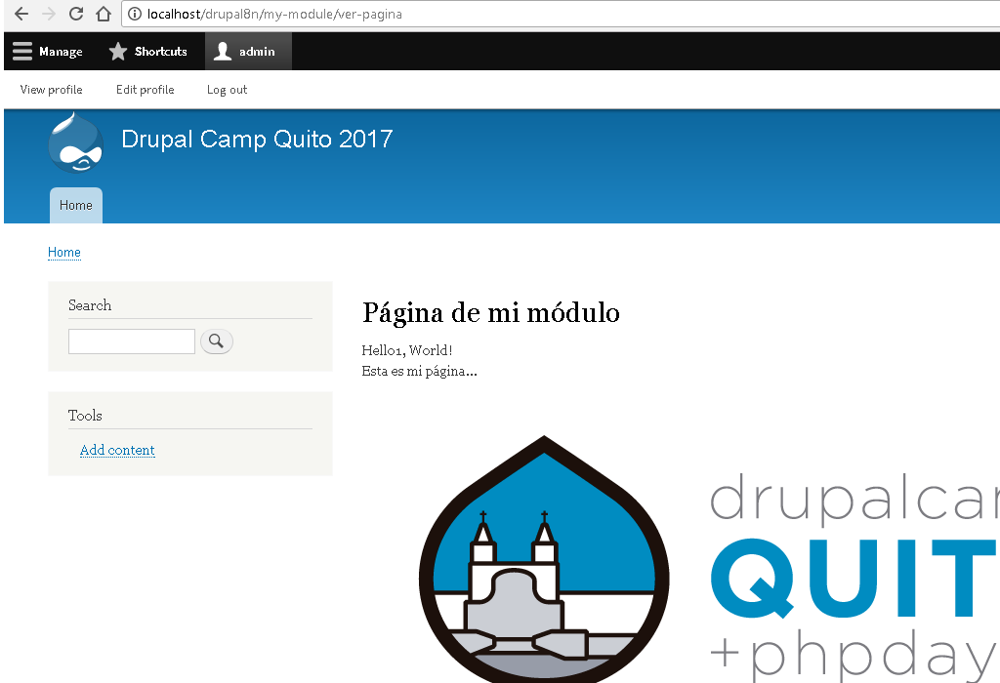 localhost/drupal8n/my-module/ver-pagina
Manage Shortcuts admin
View profile Edit profile Log out
Drupal Camp Quito 2017
Home
Home
Search
Página de mi módulo
Hello1, World!
Esta es mi página...
Tools
Add content
drupalca
QUIT
+phpday